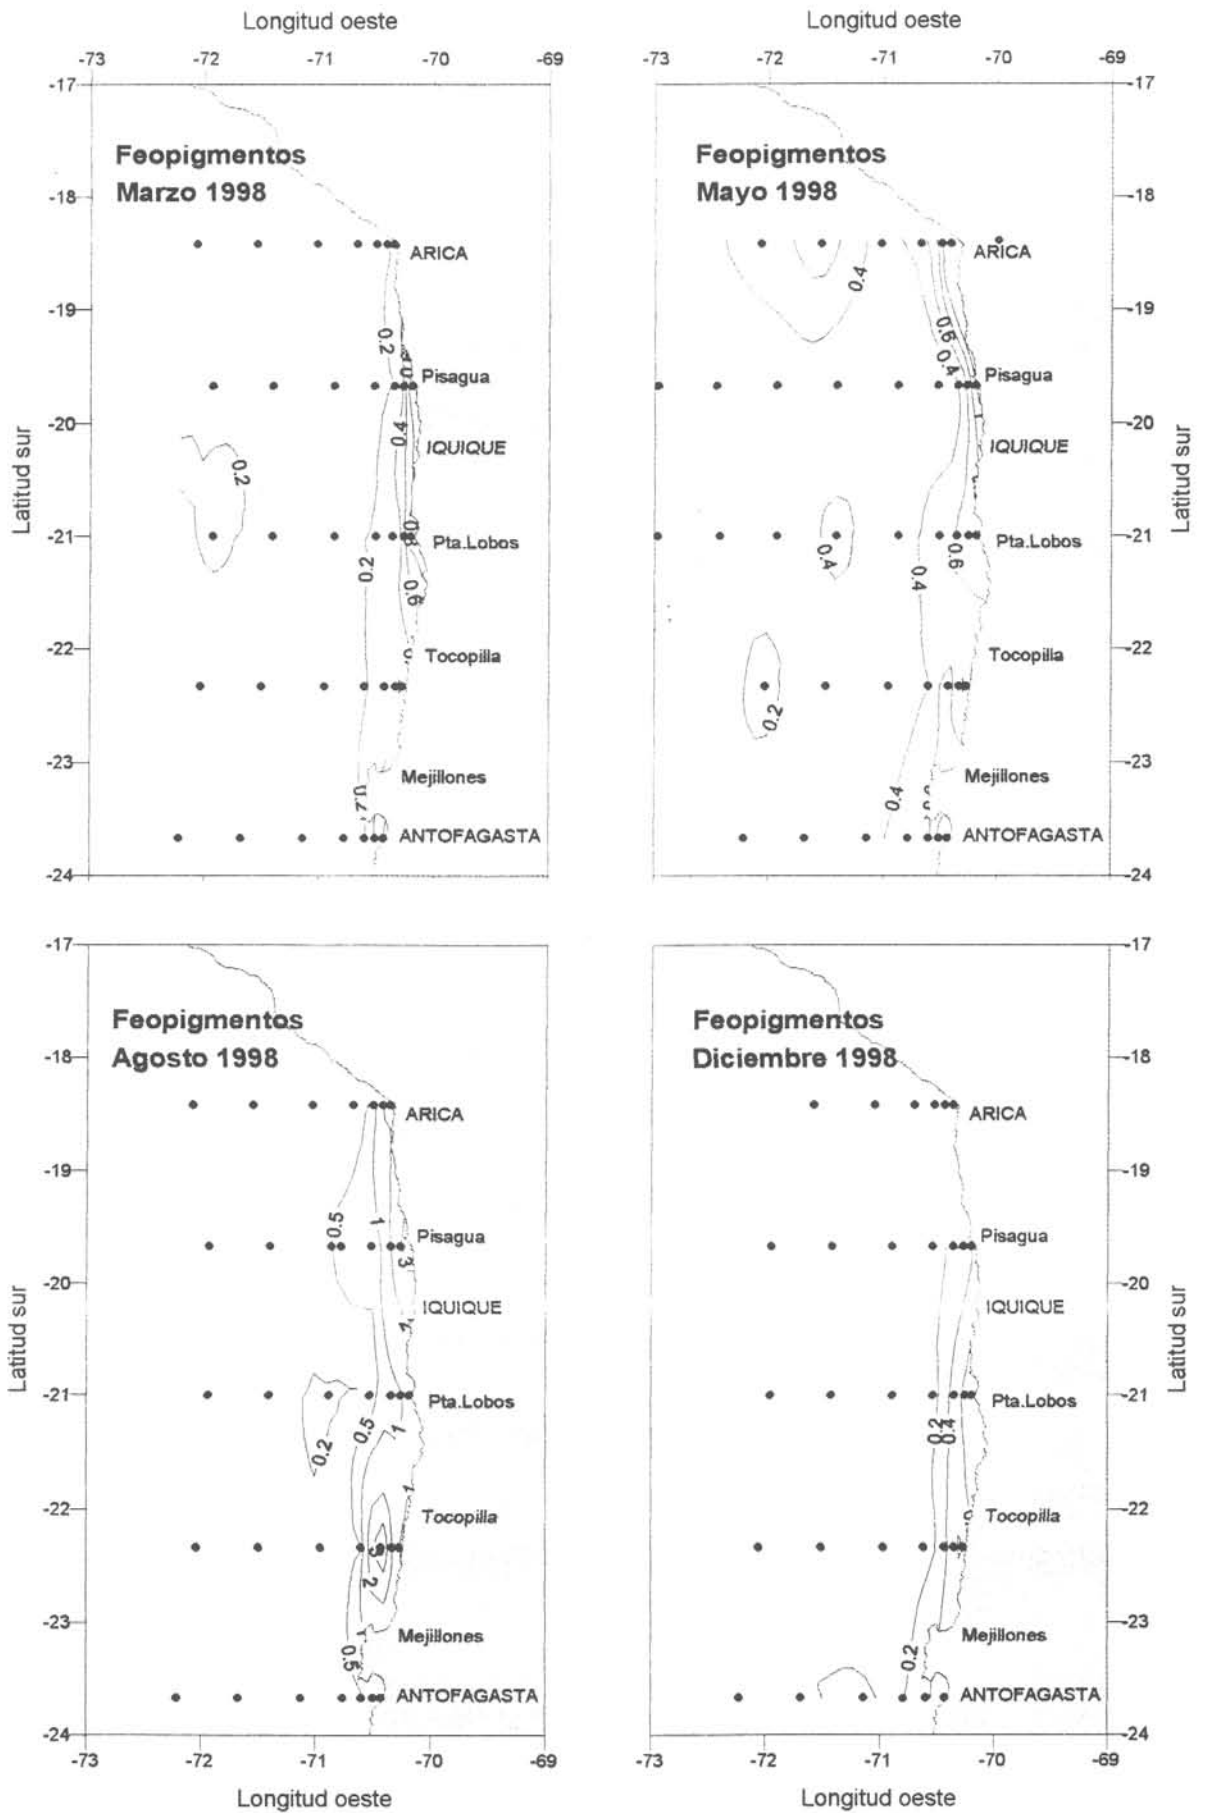 Longitud oeste
-73 -72 -71 -70 -69
-17
-18
-19
-20
-21
-22
-23
-24
Latitud sur
Feopigmentos
Marzo 1998
ARICA
0.2
Pisagua
0.4
IQUIQUE
0.2
Pta.Lobos
0.2
0.6
Tocopilla
Mejillones
0.2
ANTOFAGASTA
Longitud oeste
-73 -72 -71 -70 -69
-17
-18
-19
-20
-21
-22
-23
-24
Latitud sur
Feopigmentos
Mayo 1998
ARICA
0.4
0.6
0.4
Pisagua
IQUIQUE
Pta.Lobos
0.4
0.4
0.6
Tocopilla
0.2
Mejillones
0.4
ANTOFAGASTA
-17
-18
-19
-20
-21
-22
-23
-24
Latitud sur
Feopigmentos
Agosto 1998
ARICA
0.5
1
Pisagua
3
IQUIQUE
1
Pta.Lobos
0.2
0.5
1
1
Tocopilla
3
2
Mejillones
1
0.5
ANTOFAGASTA
-73 -72 -71 -70 -69
Longitud oeste
-17
-18
-19
-20
-21
-22
-23
-24
Latitud sur
Feopigmentos
Diciembre 1998
ARICA
Pisagua
IQUIQUE
Pta.Lobos
0.2
0.4
Tocopilla
Mejillones
0.2
ANTOFAGASTA
-73 -72 -71 -70 -69
Longitud oeste